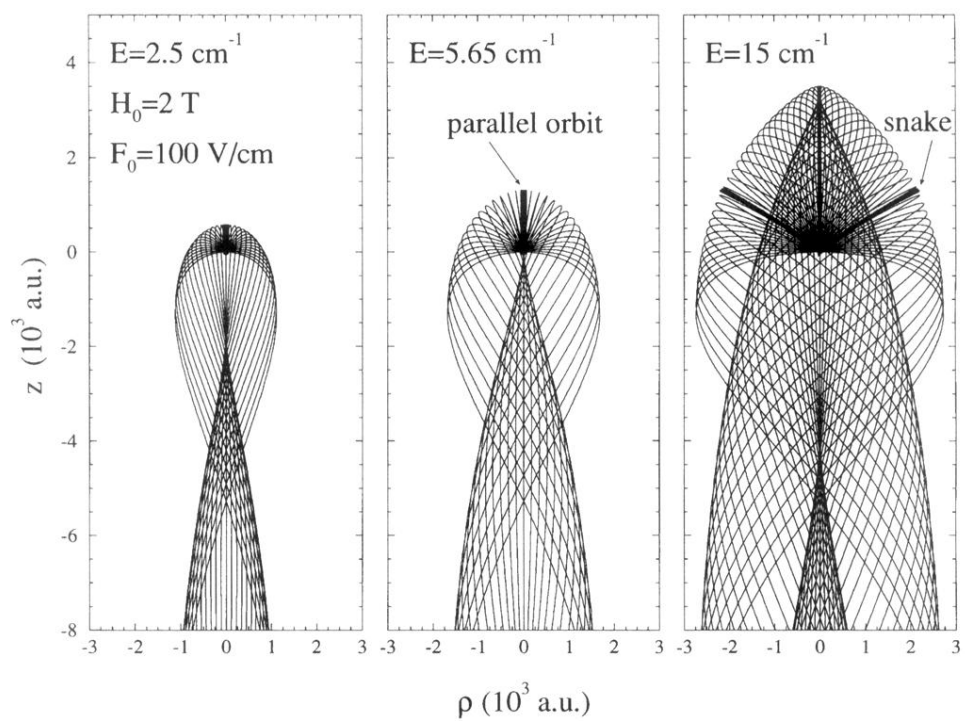 E=2.5 cm⁻¹
H₀=2 T
F₀=100 V/cm
E=5.65 cm⁻¹
parallel orbit
E=15 cm⁻¹
snake
z (10³ a.u.)
4
2
0
-2
-4
-6
-8
-3 -2 -1 0 1 2 3
-3 -2 -1 0 1 2 3
-3 -2 -1 0 1 2 3
ρ (10³ a.u.)